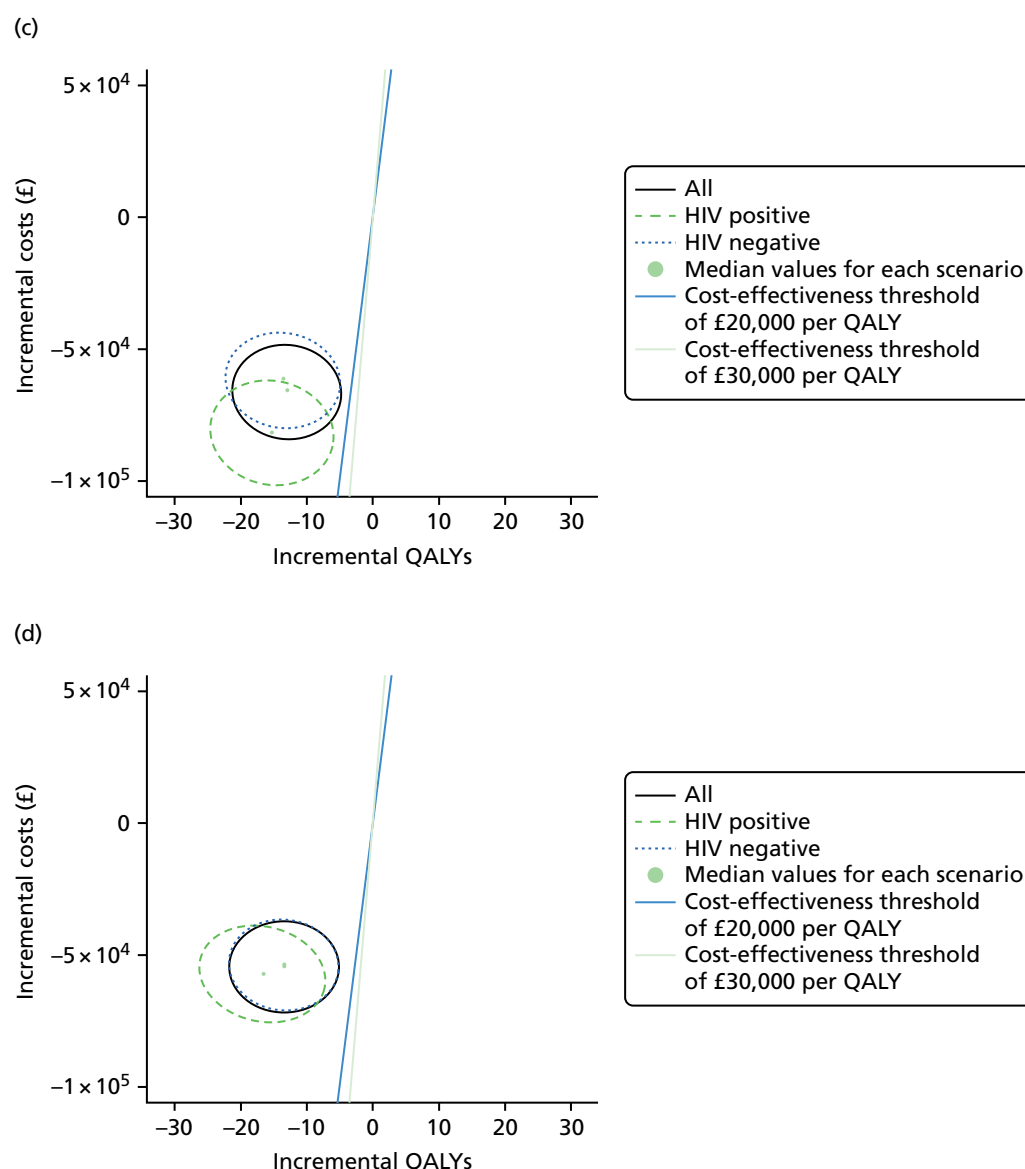 (c)
5 × 10⁴
0
−5 × 10⁴
−1 × 10⁵
Incremental costs (£)
−30 −20 −10 0 10 20 30
Incremental QALYs
All
HIV positive
HIV negative
Median values for each scenario
Cost-effectiveness threshold
of £20,000 per QALY
Cost-effectiveness threshold
of £30,000 per QALY
(d)
5 × 10⁴
0
−5 × 10⁴
−1 × 10⁵
Incremental costs (£)
−30 −20 −10 0 10 20 30
Incremental QALYs
All
HIV positive
HIV negative
Median values for each scenario
Cost-effectiveness threshold
of £20,000 per QALY
Cost-effectiveness threshold
of £30,000 per QALY